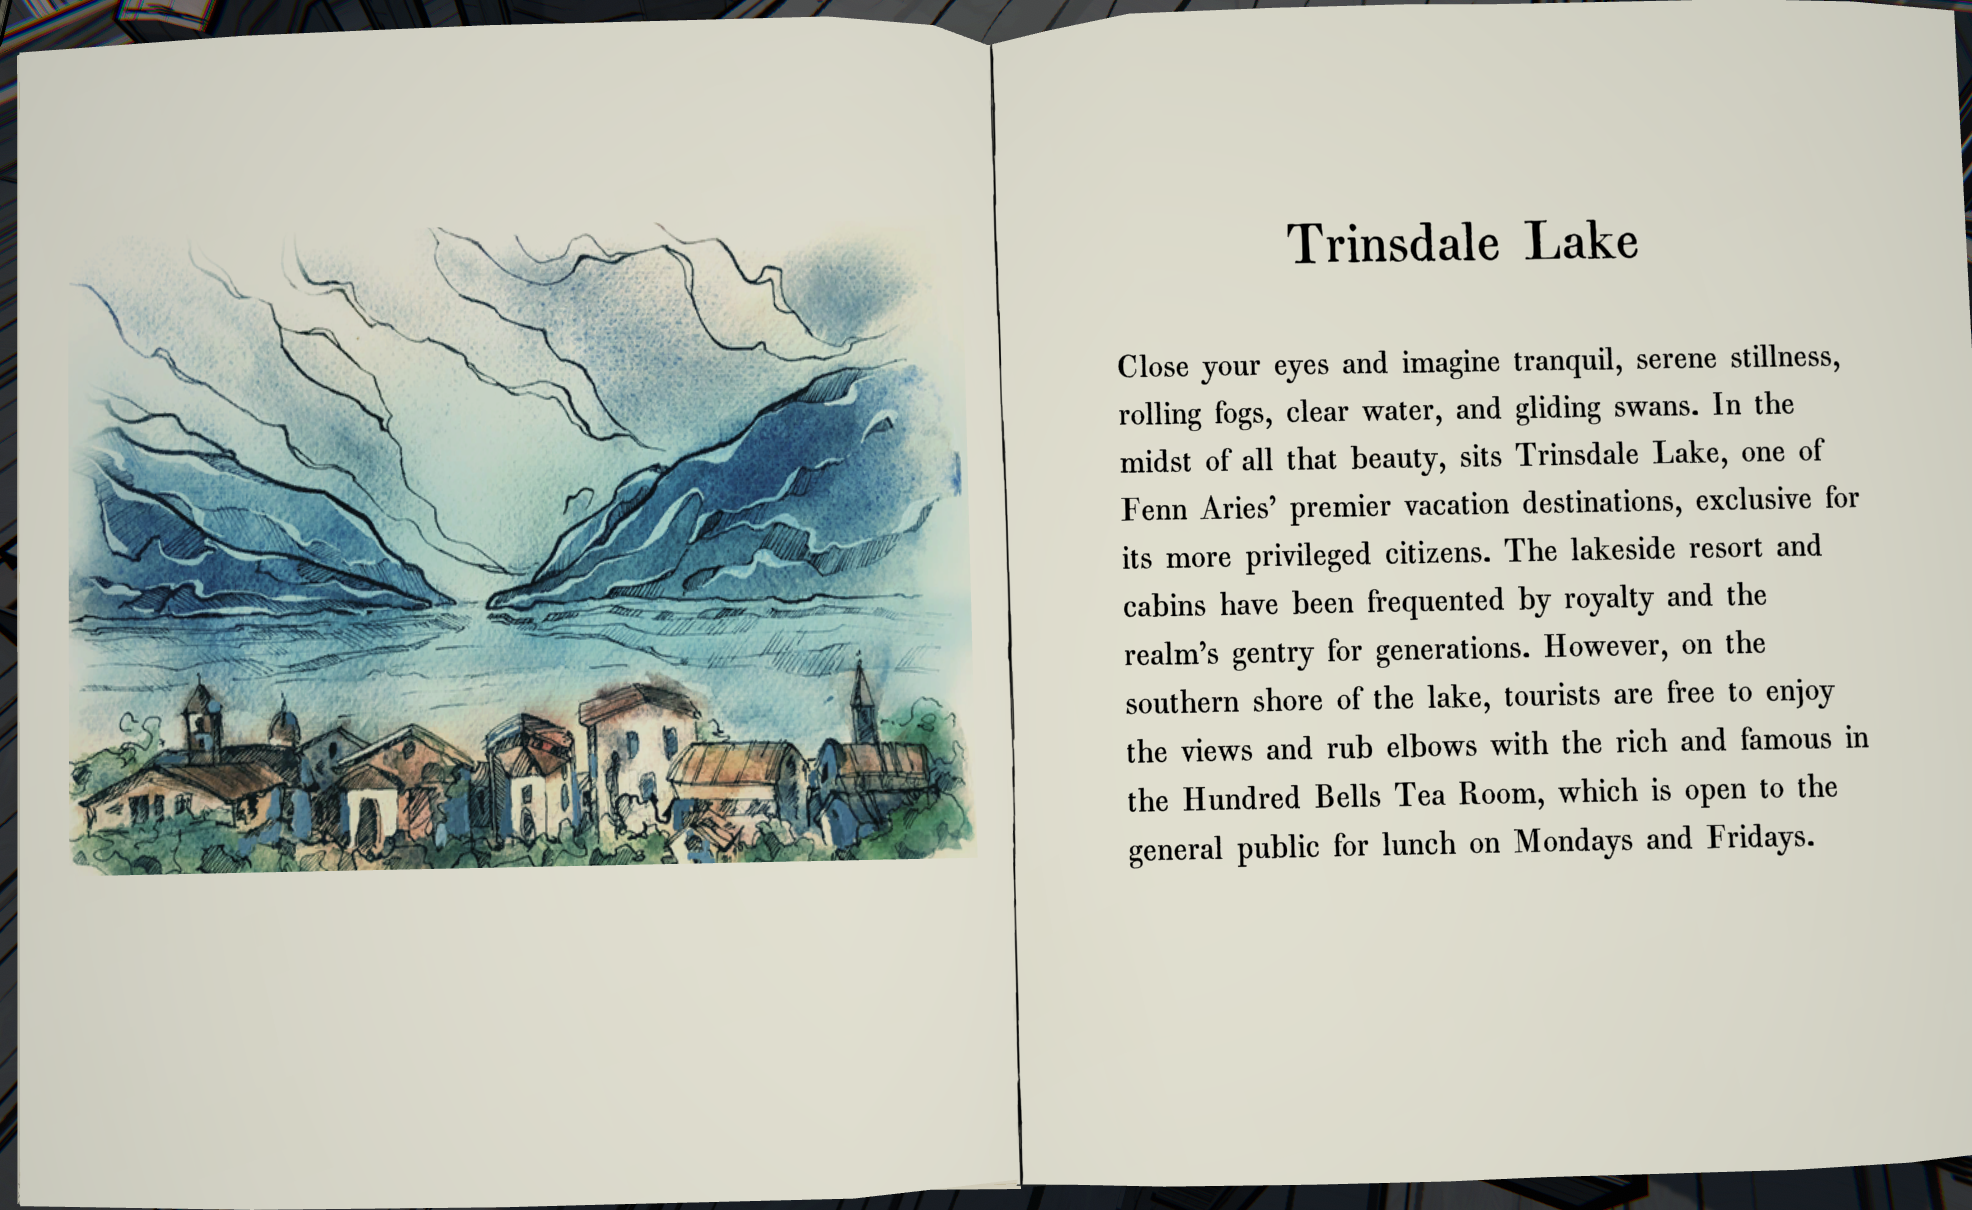 Trinsdale Lake
Close your eyes and imagine tranquil, serene stillness,
rolling fogs, clear water, and gliding swans. In the
midst of all that beauty, sits Trinsdale Lake, one of
Fenn Aries’ premier vacation destinations, exclusive for
its more privileged citizens. The lakeside resort and
cabins have been frequented by royalty and the
realm’s gentry for generations. However, on the
southern shore of the lake, tourists are free to enjoy
the views and rub elbows with the rich and famous in
the Hundred Bells Tea Room, which is open to the
general public for lunch on Mondays and Fridays.